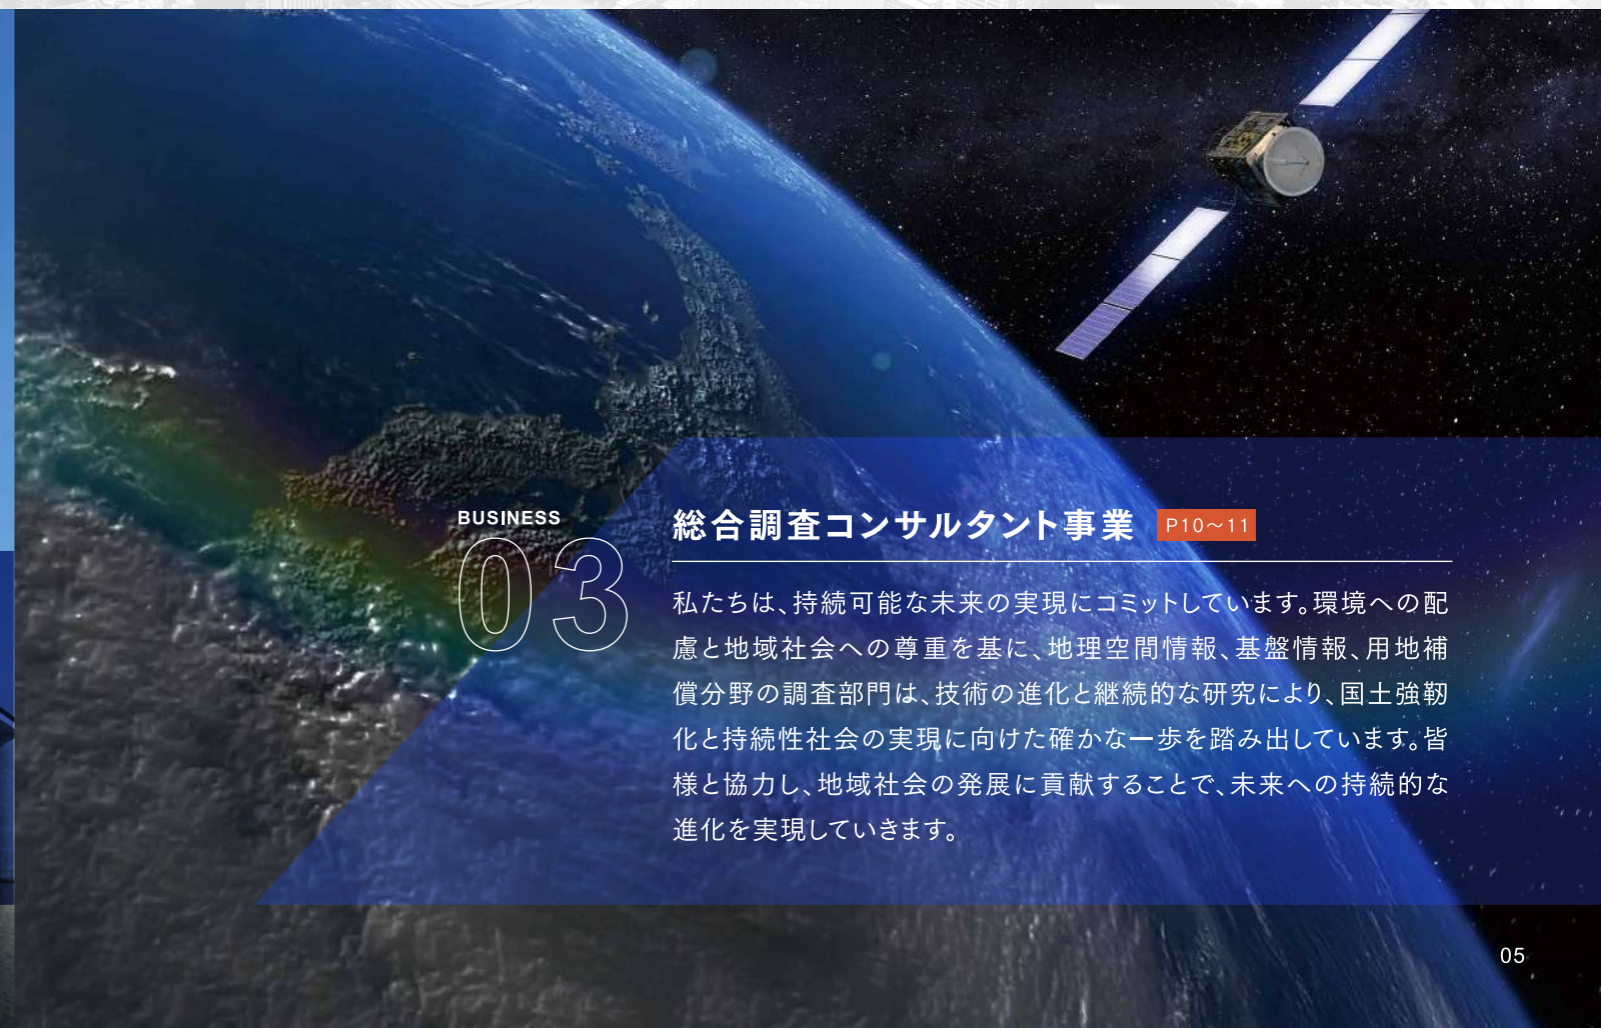 BUSINESS
03
総合調査コンサルタント事業 P10～11
私たちは、持続可能な未来の実現にコミットしています。環境への配
慮と地域社会への尊重を基に、地理空間情報、基盤情報、用地補
償分野の調査部門は、技術の進化と継続的な研究により、国土強靭
化と持続性社会の実現に向けた確かな一歩を踏み出しています。皆
様と協力し、地域社会の発展に貢献することで、未来への持続的な
進化を実現していきます。
05